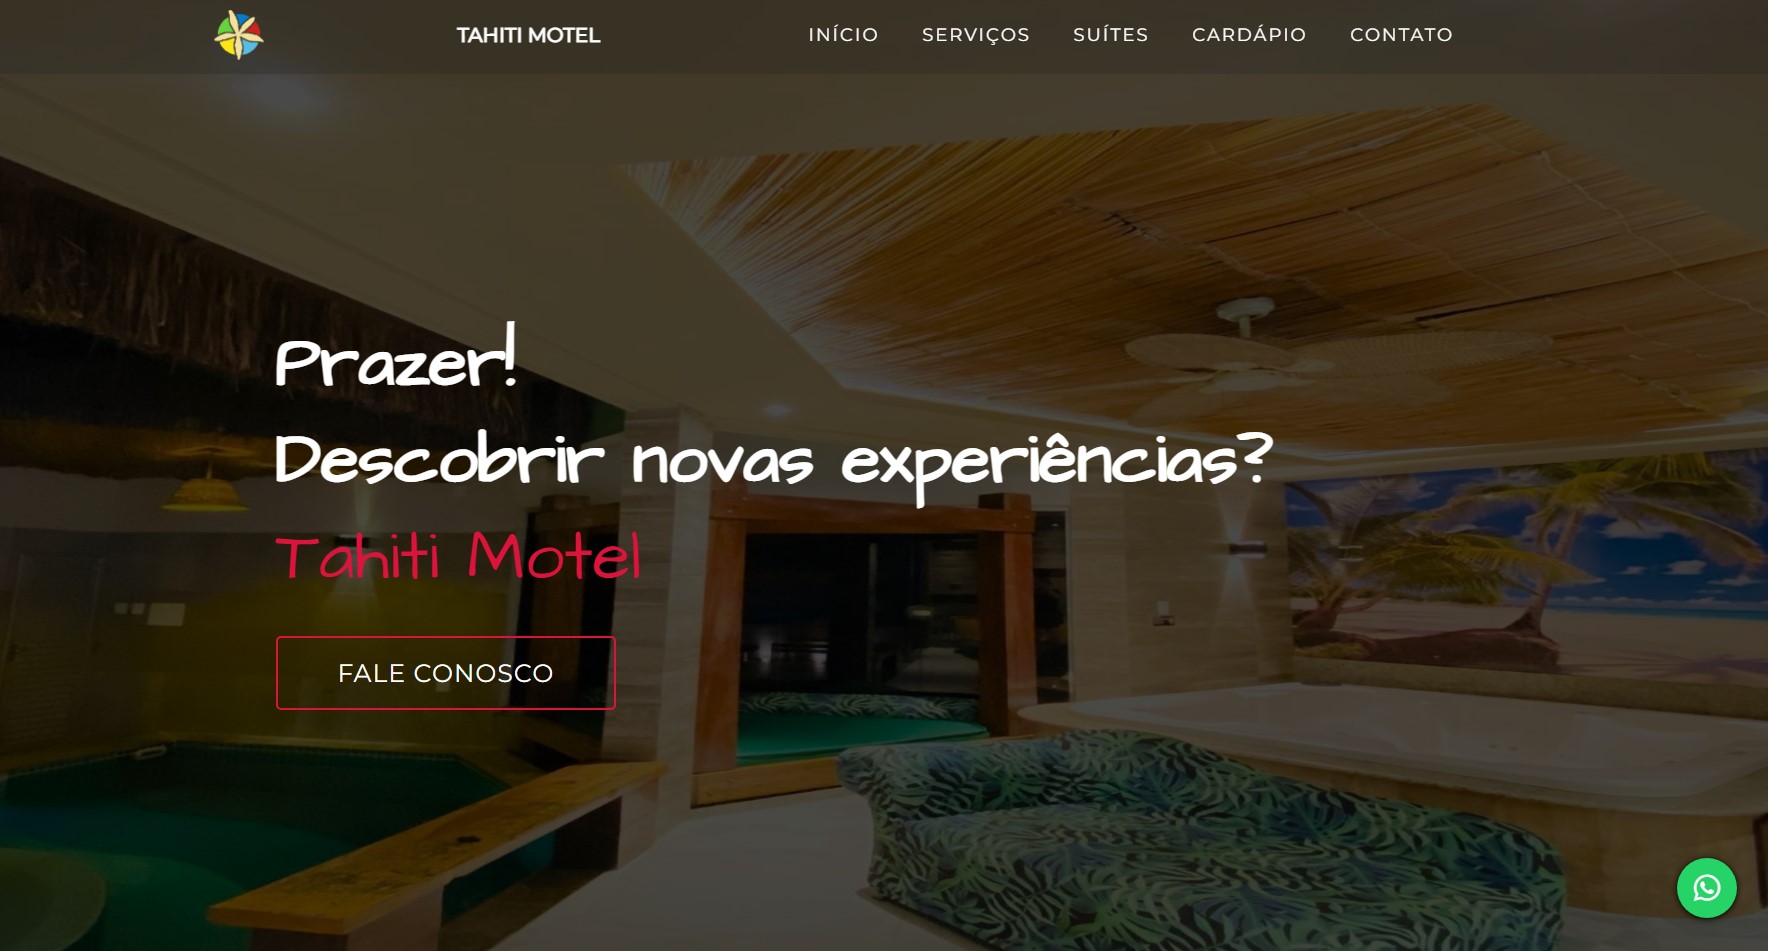 TAHITI MOTEL
INÍCIO SERVIÇOS SUÍTES CARDÁPIO CONTATO
Prazer!
Descobrir novas experiências?
Tahiti Motel
FALE CONOSCO